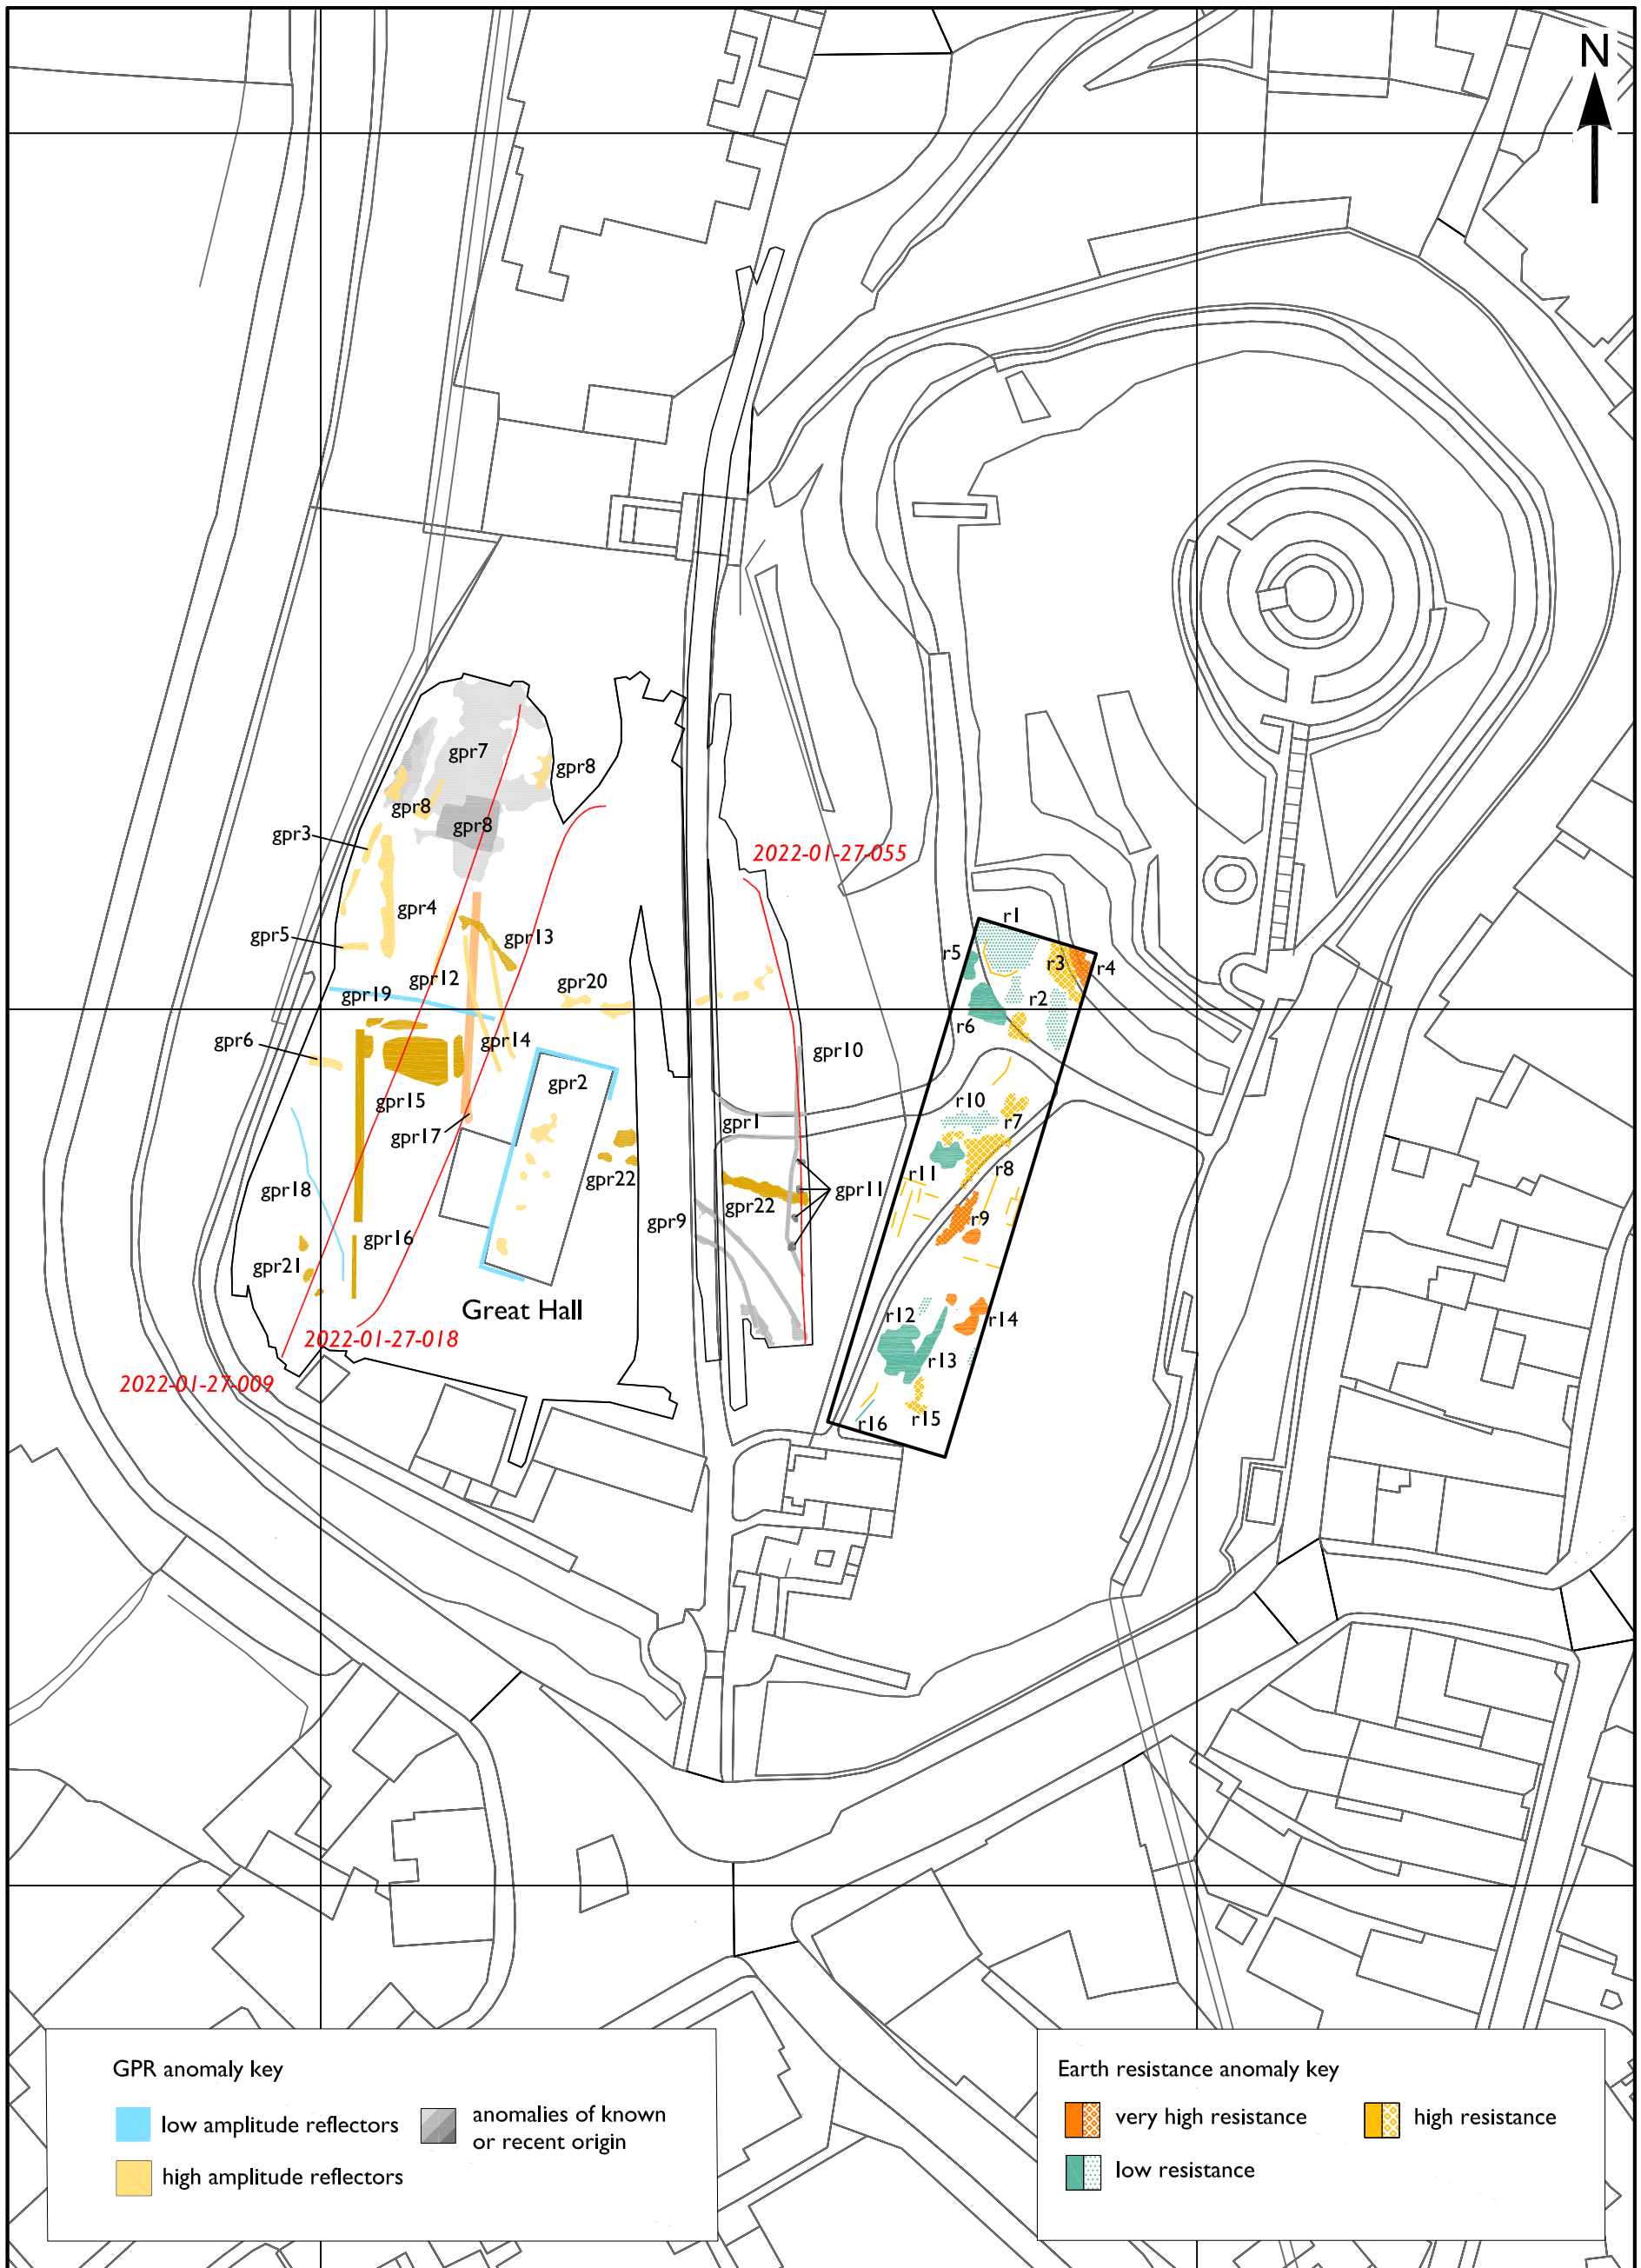 N
gpr7
gpr8
gpr8
gpr8
gpr3
2022-01-27-055
gpr4
gpr5
gpr13
gpr12
gpr20
gpr19
gpr6
gpr14
gpr10
gpr2
gpr15
gpr17
gpr1
gpr18
gpr22
gpr22
gpr11
gpr9
gpr16
gpr21
Great Hall
2022-01-27-018
2022-01-27-009
r1
r5
r3
r4
r2
r6
r10
r7
r11
r8
r9
r12
r14
r13
r16
r15
GPR anomaly key
low amplitude reflectors
anomalies of known
or recent origin
high amplitude reflectors
Earth resistance anomaly key
very high resistance
high resistance
low resistance